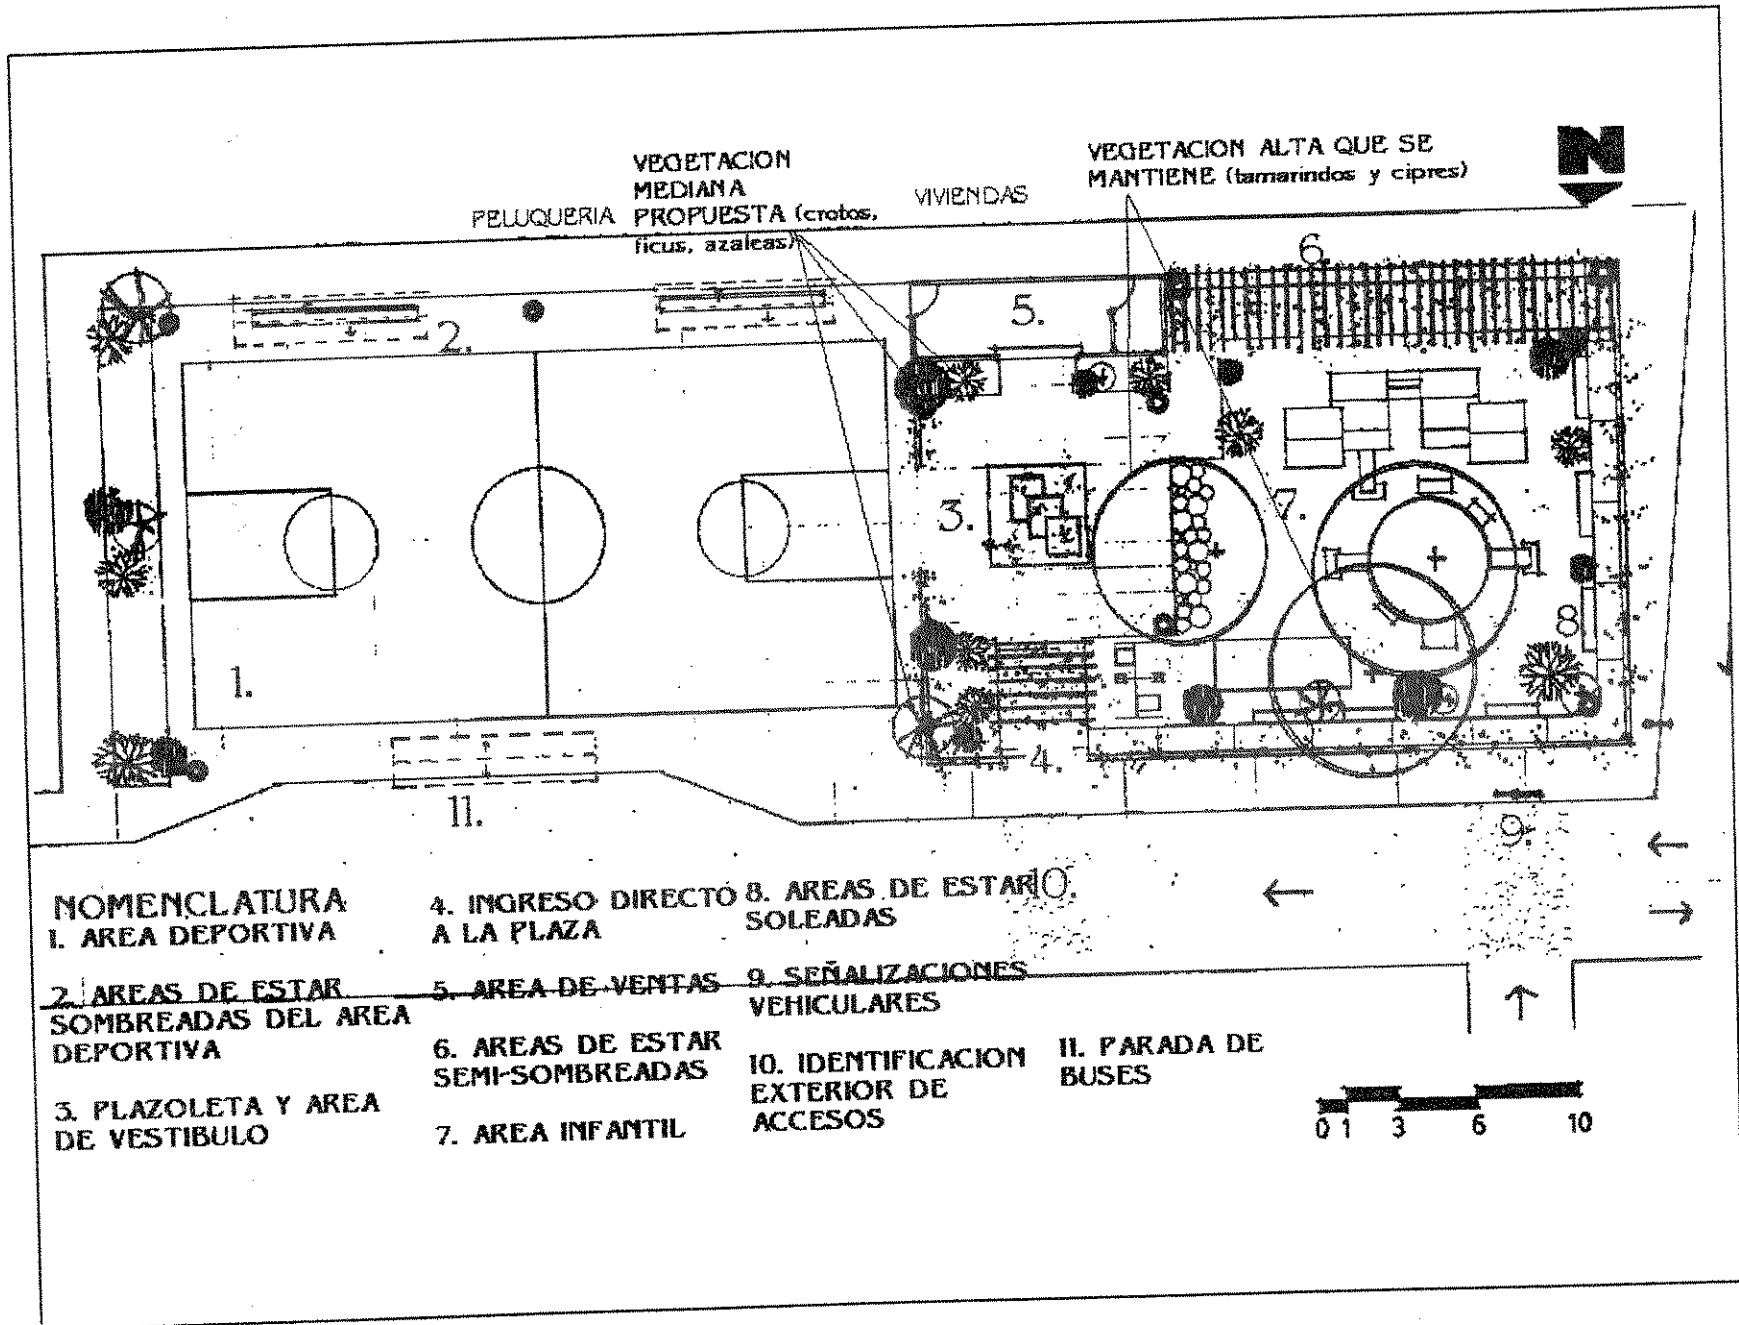 VEGETACION
MEDIANA
PROPUESTA (crotos,
ficus, azaleas)
PELUQUERIA
VIVIENDAS
VEGETACION ALTA QUE SE
MANTIENE (tamarindos y cipres)
N
6.
5.
2.
3.
7.
8
1.
4.
11.
9.
10.
NOMENCLATURA
1. AREA DEPORTIVA
2. AREAS DE ESTAR
SOMBREADAS DEL AREA
DEPORTIVA
3. PLAZOLETA Y AREA
DE VESTIBULO
4. INGRESO DIRECTO
A LA PLAZA
5. AREA DE VENTAS
6. AREAS DE ESTAR
SEMI-SOMBREADAS
7. AREA INFANTIL
8. AREAS DE ESTAR
SOLEADAS
9. SEÑALIZACIONES
VEHICULARES
10. IDENTIFICACION
EXTERIOR DE
ACCESOS
11. PARADA DE
BUSES
0 1 3 6 10